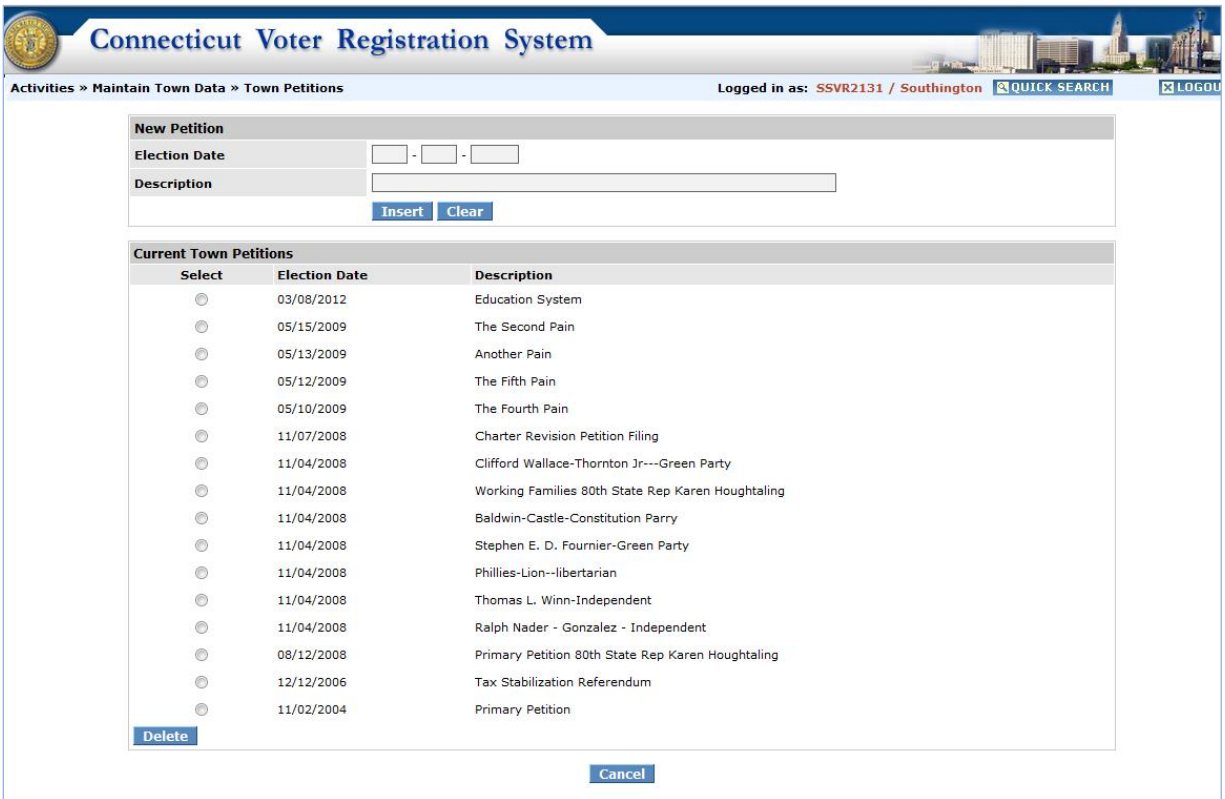 Connecticut Voter Registration System
Activities » Maintain Town Data » Town Petitions Logged in as: SSVR2131 / Southington QUICK SEARCH LOGOU
New Petition
Election Date - -
Description
Insert Clear
Current Town Petitions
Select Election Date Description
03/08/2012 Education System
05/15/2009 The Second Pain
05/13/2009 Another Pain
05/12/2009 The Fifth Pain
05/10/2009 The Fourth Pain
11/07/2008 Charter Revision Petition Filing
11/04/2008 Clifford Wallace-Thornton Jr---Green Party
11/04/2008 Working Families 80th State Rep Karen Houghtaling
11/04/2008 Baldwin-Castle-Constitution Parry
11/04/2008 Stephen E. D. Fournier-Green Party
11/04/2008 Phillies-Lion--libertarian
11/04/2008 Thomas L. Winn-Independent
11/04/2008 Ralph Nader - Gonzalez - Independent
08/12/2008 Primary Petition 80th State Rep Karen Houghtaling
12/12/2006 Tax Stabilization Referendum
11/02/2004 Primary Petition
Delete
Cancel